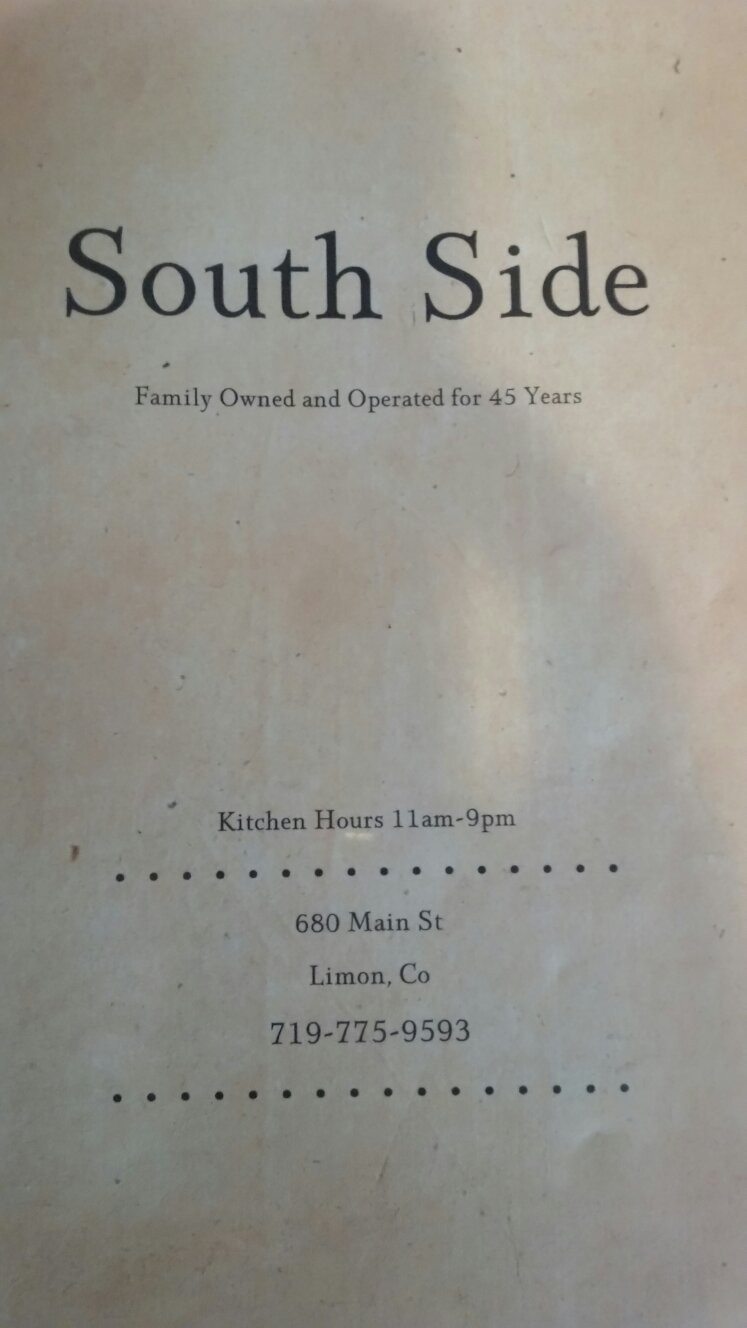 South Side
Family Owned and Operated for 45 Years
Kitchen Hours 11am-9pm
680 Main St
Limon, Co
719-775-9593